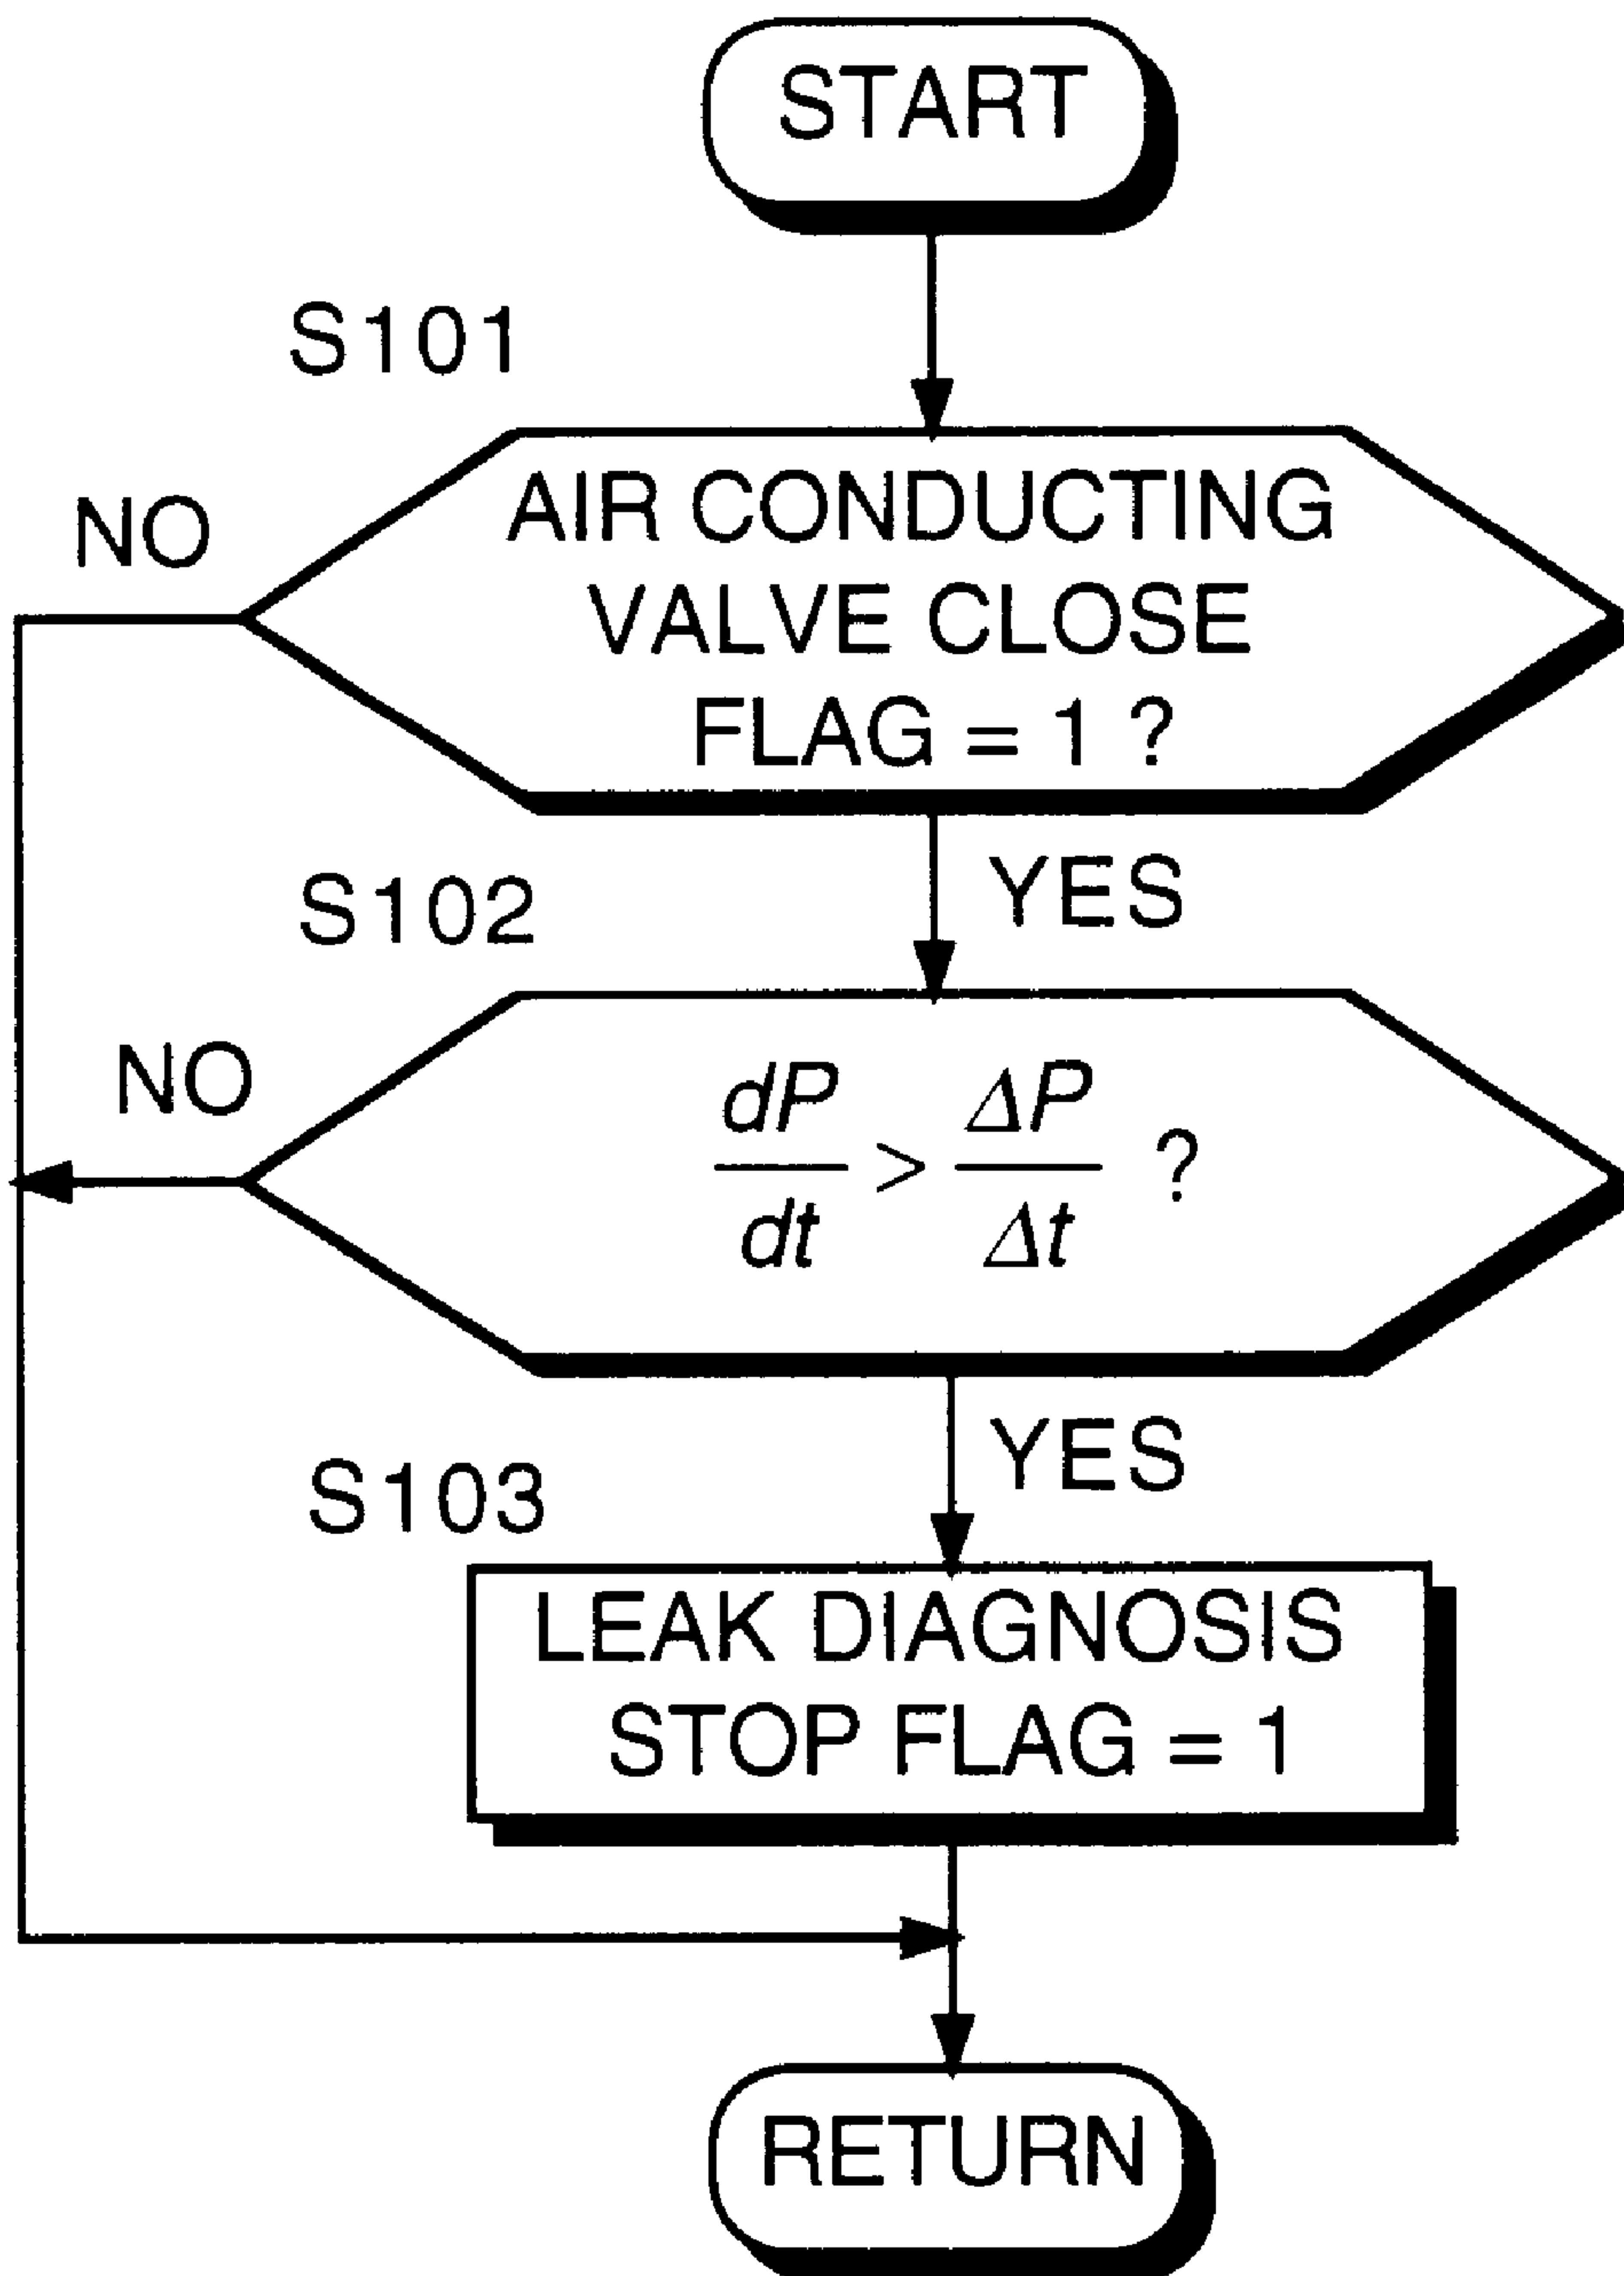 START
S101
NO
AIR CONDUCTING
VALVE CLOSE
FLAG = 1 ?
YES
S102
NO
dP/dt > ΔP/Δt ?
YES
S103
LEAK DIAGNOSIS
STOP FLAG = 1
RETURN